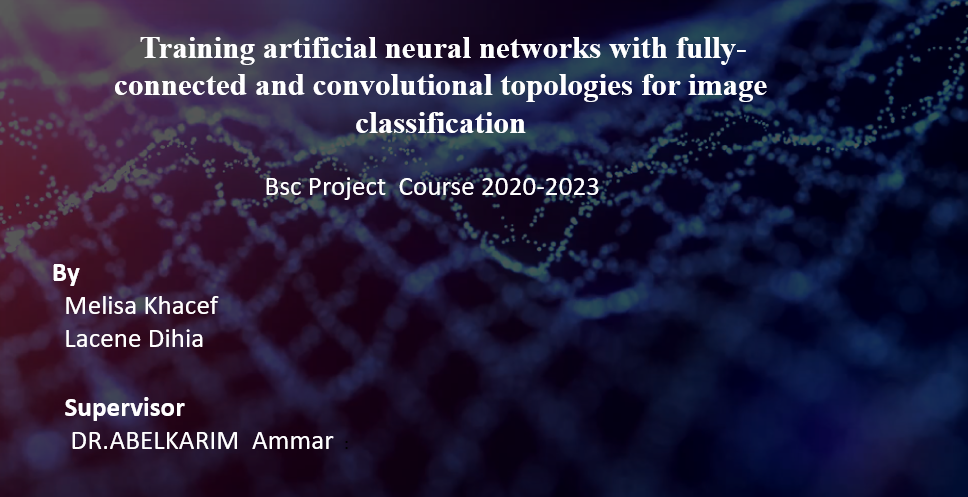 Training artificial neural networks with fully-
connected and convolutional topologies for image
classification
Bsc Project Course 2020-2023
By
Melisa Khacef
Lacene Dihia
Supervisor
DR.ABELKARIM Ammar :